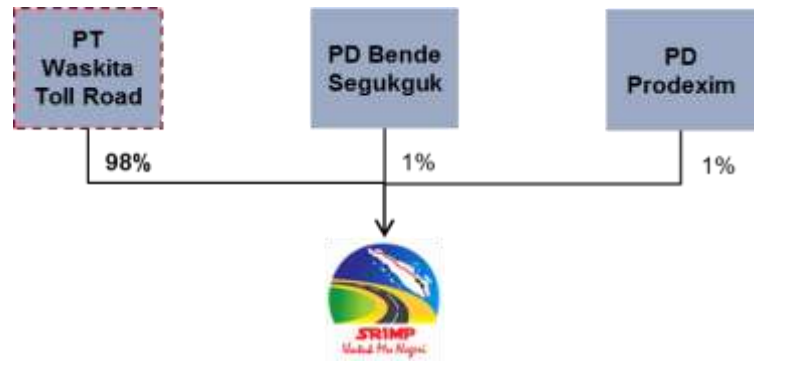 PT
Waskita
Toll Road
PD Bende
Segukguk
PD
Prodexim
98%
1%
1%
SRIMP